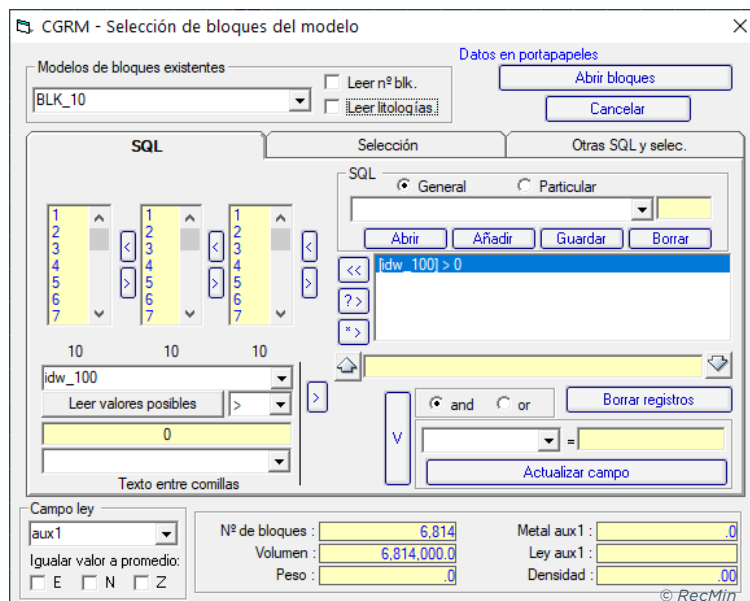 CGRM - Selección de bloques del modelo
Datos en portapapeles
Modelos de bloques existentes
BLK_10
Leer nº blk.
Leer litologías.
Abrir bloques
Cancelar
SQL
Selección
Otras SQL y selec.
1 1 1
2 2 2
3 3 3
4 4 4
5 5 5
6 6 6
7 7 7
< < <
> > >
10 10 10
idw_100
Leer valores posibles
>
0
Texto entre comillas
>
SQL
General
Particular
Abrir
Añadir
Guardar
Borrar
<<
? >
* >
[idw_100] > 0
V
and
or
Borrar registros
=
Actualizar campo
Campo ley
aux1
Igualar valor a promedio:
E N Z
Nº de bloques : 6,814
Volumen : 6,814,000.0
Peso : .0
Metal aux1 : .0
Ley aux1 :
Densidad : .00
© RecMin